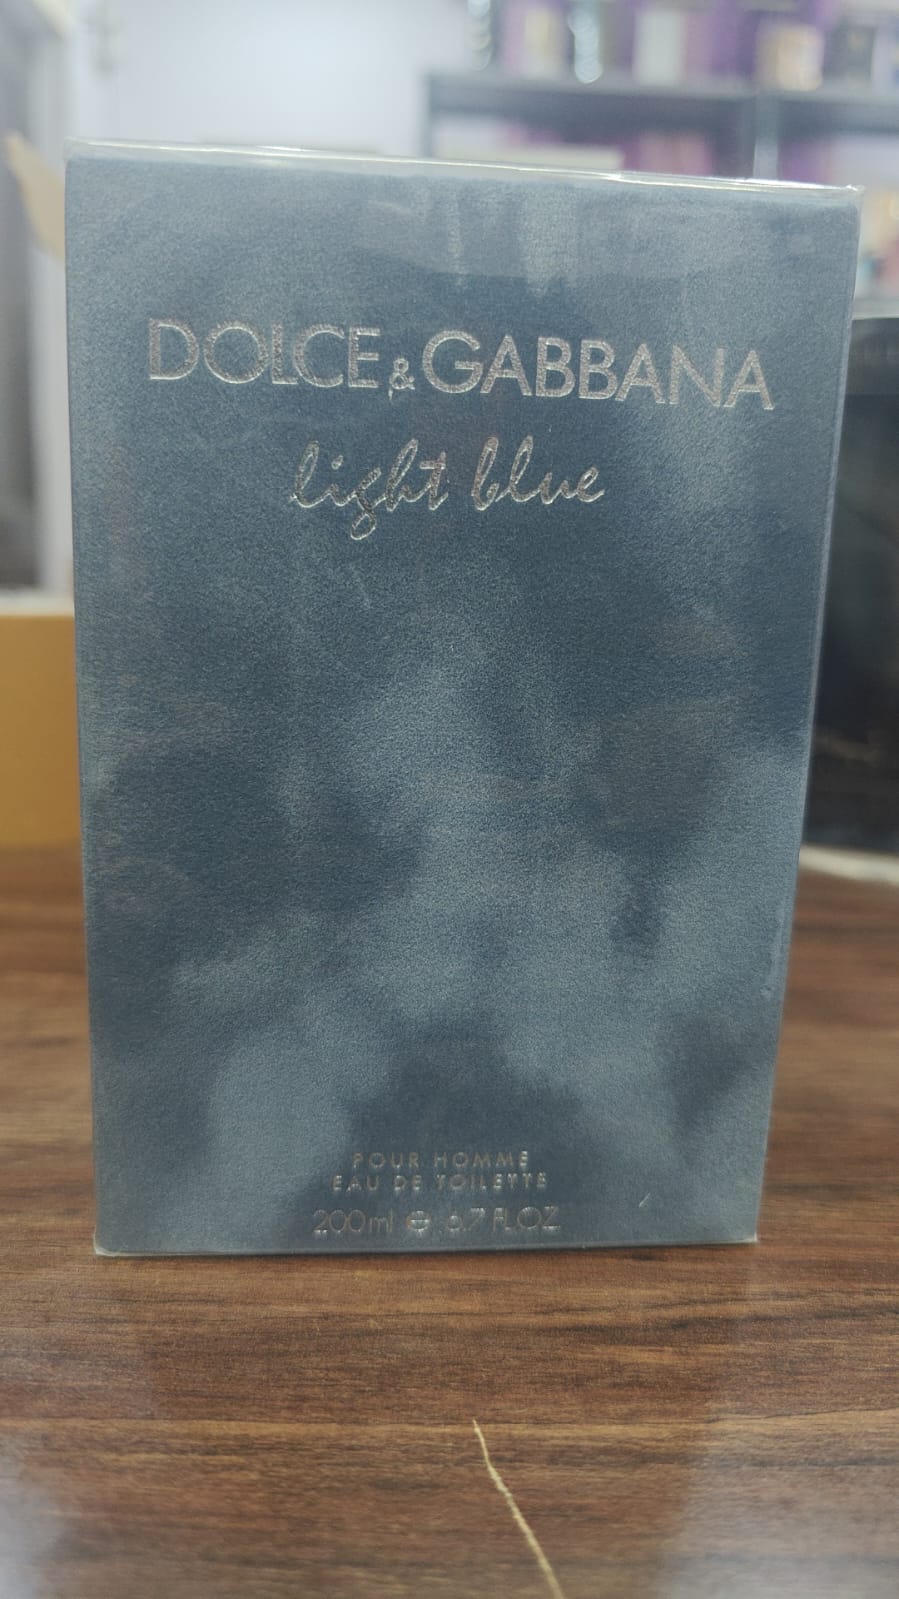 DOLCE & GABBANA
light blue
POUR HOMME
EAU DE TOILETTE
200ml ⊖ 6.7 FL.OZ